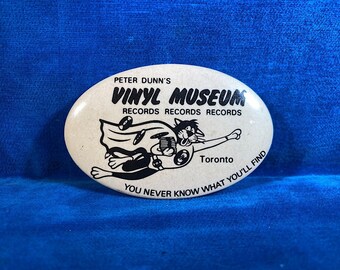 PETER DUNN'S
VINYL MUSEUM
RECORDS RECORDS RECORDS
Toronto
YOU NEVER KNOW WHAT YOU'LL FIND